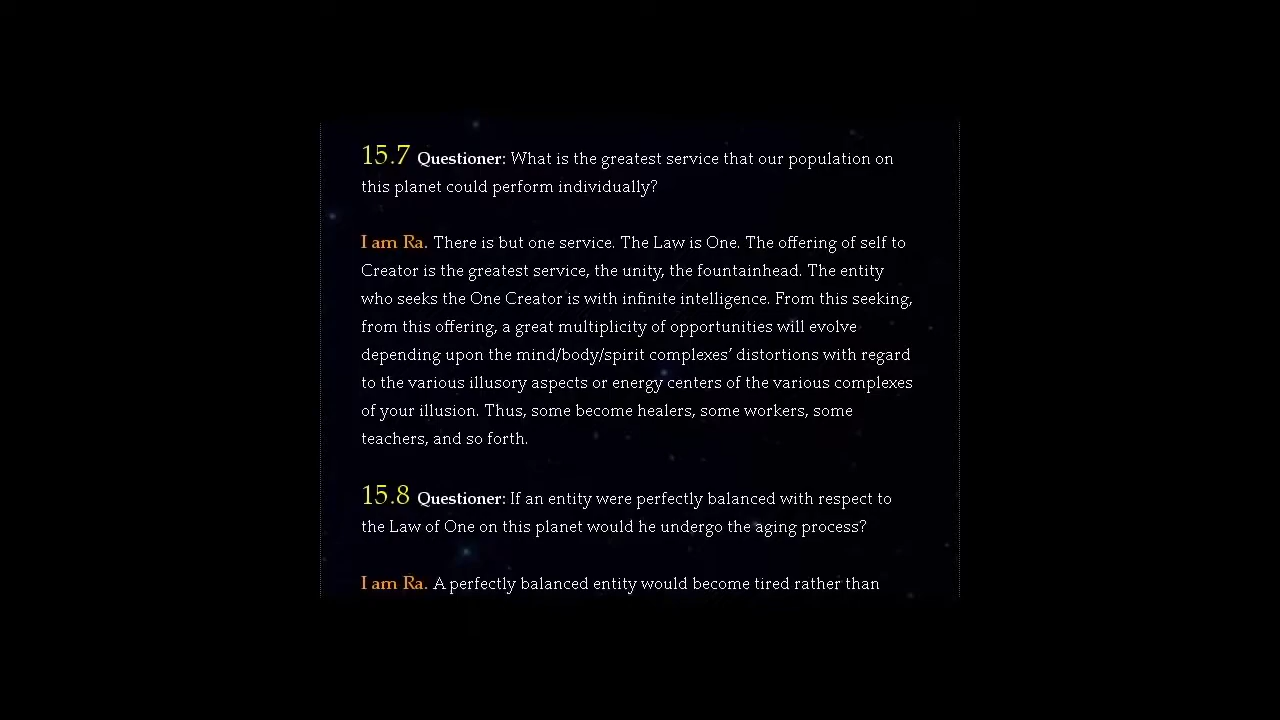 15.7 Questioner: What is the greatest service that our population on
this planet could perform individually?
I am Ra. There is but one service. The Law is One. The offering of self to
Creator is the greatest service, the unity, the fountainhead. The entity
who seeks the One Creator is with infinite intelligence. From this seeking,
from this offering, a great multiplicity of opportunities will evolve
depending upon the mind/body/spirit complexes’ distortions with regard
to the various illusory aspects or energy centers of the various complexes
of your illusion. Thus, some become healers, some workers, some
teachers, and so forth.
15.8 Questioner: If an entity were perfectly balanced with respect to
the Law of One on this planet would he undergo the aging process?
I am Ra. A perfectly balanced entity would become tired rather than